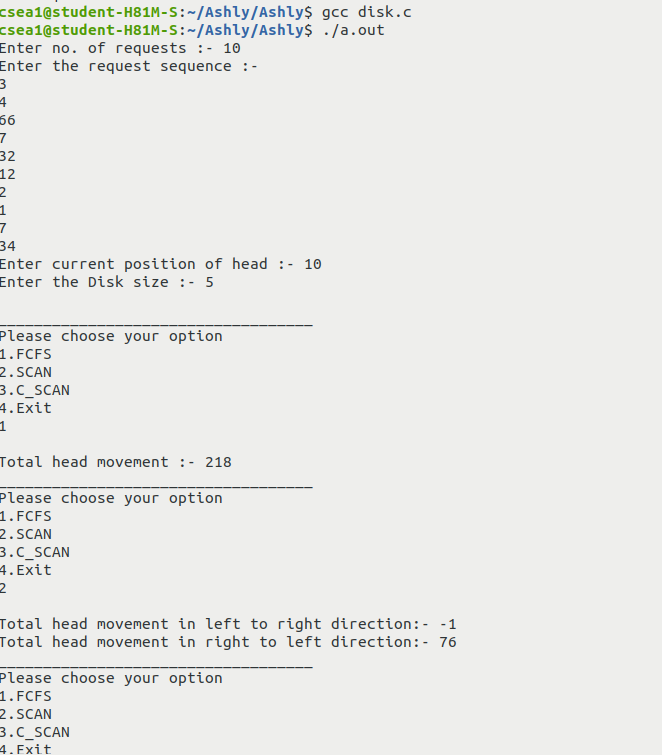 csea1@student-H81M-S:~/Ashly/Ashly$ gcc disk.c
csea1@student-H81M-S:~/Ashly/Ashly$ ./a.out
Enter no. of requests :- 10
Enter the request sequence :-
3
4
66
7
32
12
2
1
7
34
Enter current position of head :- 10
Enter the Disk size :- 5
___________________________________
Please choose your option
1.FCFS
2.SCAN
3.C_SCAN
4.Exit
1
Total head movement :- 218
___________________________________
Please choose your option
1.FCFS
2.SCAN
3.C_SCAN
4.Exit
2
Total head movement in left to right direction:- -1
Total head movement in right to left direction:- 76
___________________________________
Please choose your option
1.FCFS
2.SCAN
3.C_SCAN
4.Exit